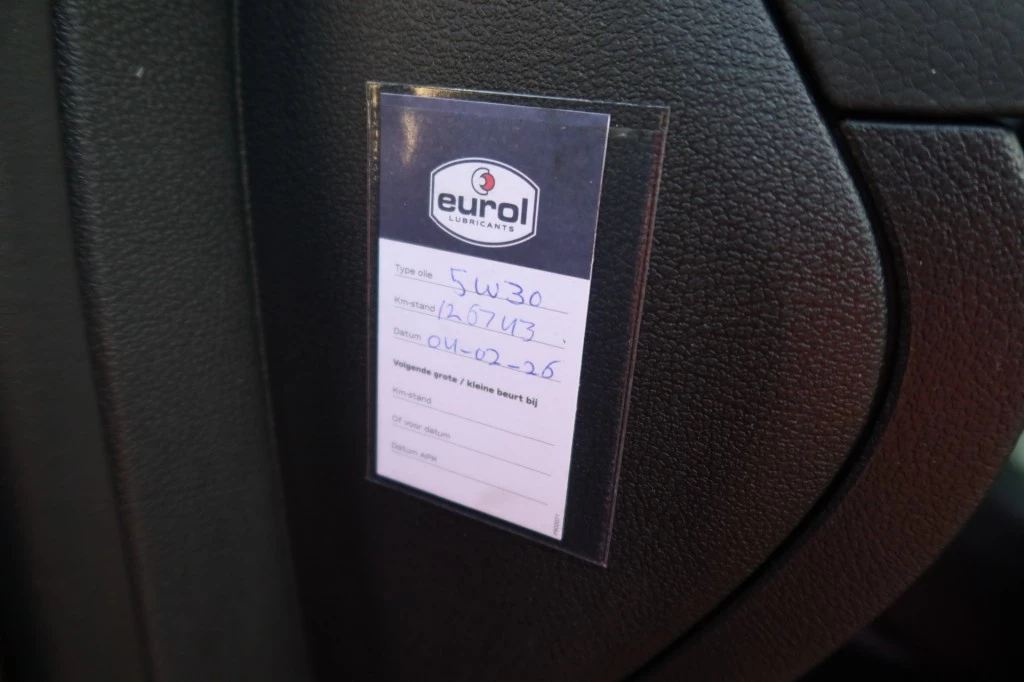 eurol
LUBRICANTS
Type olie 5W30
Km-stand 126743
Datum 04-02-26
Volgende grote / kleine beurt bij
Km-stand
Of voor datum
Datum APK